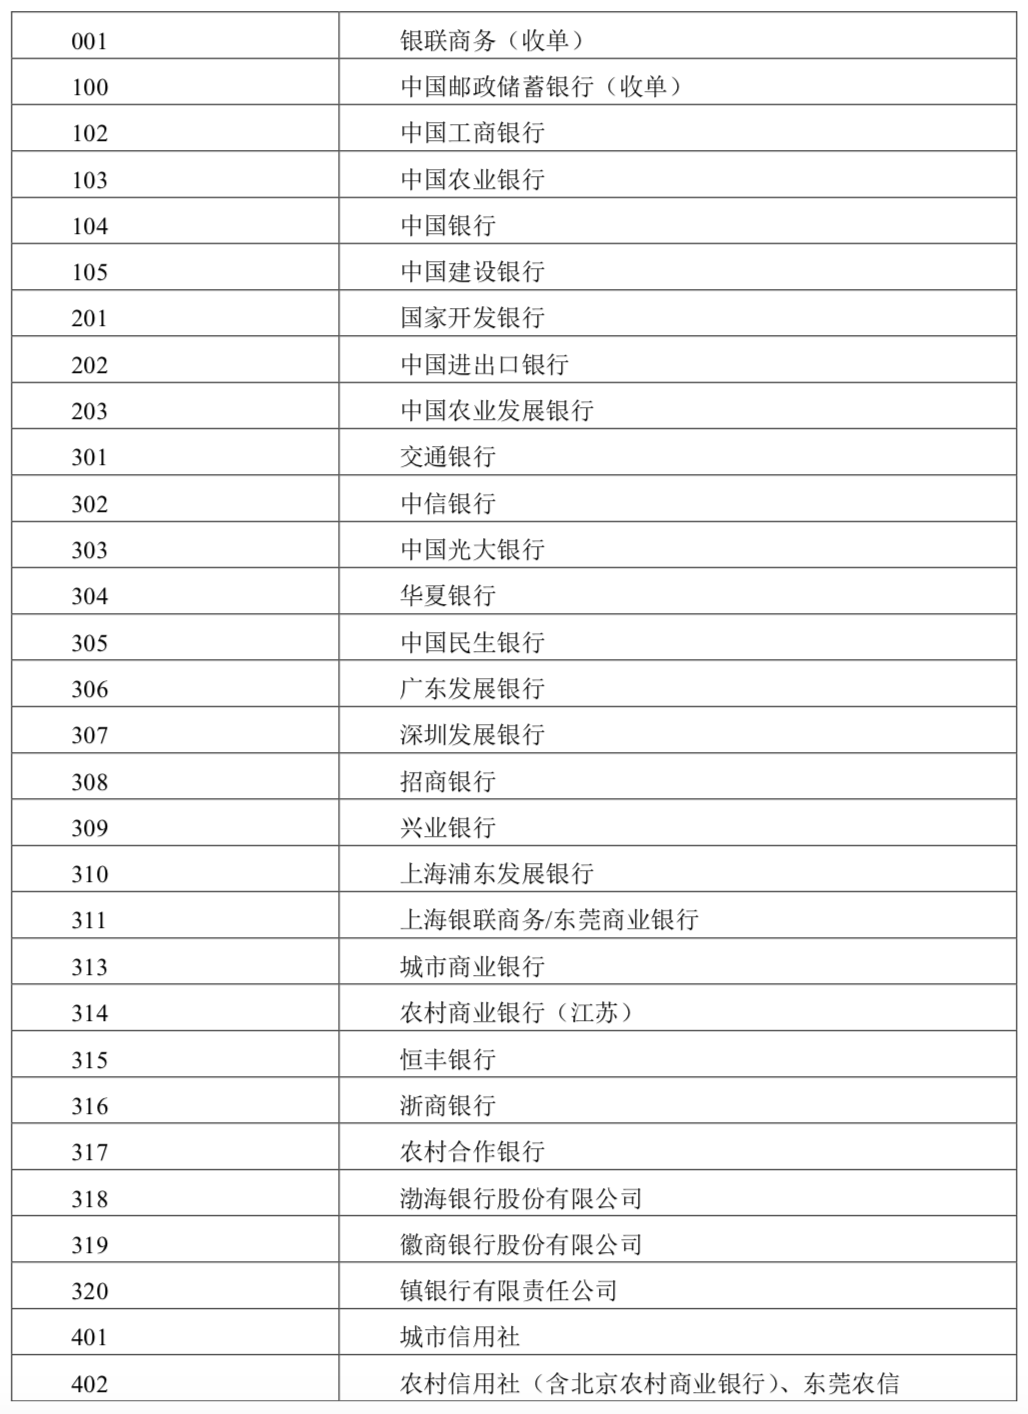 001 银联商务（收单）
100 中国邮政储蓄银行（收单）
102 中国工商银行
103 中国农业银行
104 中国银行
105 中国建设银行
201 国家开发银行
202 中国进出口银行
203 中国农业发展银行
301 交通银行
302 中信银行
303 中国光大银行
304 华夏银行
305 中国民生银行
306 广东发展银行
307 深圳发展银行
308 招商银行
309 兴业银行
310 上海浦东发展银行
311 上海银联商务/东莞商业银行
313 城市商业银行
314 农村商业银行（江苏）
315 恒丰银行
316 浙商银行
317 农村合作银行
318 渤海银行股份有限公司
319 徽商银行股份有限公司
320 镇银行有限责任公司
401 城市信用社
402 农村信用社（含北京农村商业银行）、东莞农信